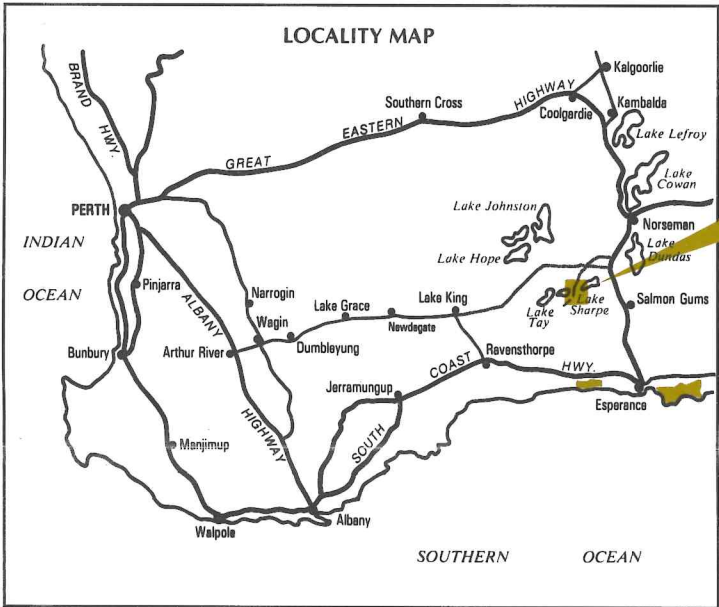 LOCALITY MAP
BRAND
HWY.
Kalgoorlie
Southern Cross
HIGHWAY
Coolgardie
Kambalda
EASTERN
Lake Lefroy
GREAT
Lake
Cowan
PERTH
Lake Johnston
Norseman
INDIAN
Lake Hope
Lake
Dundas
OCEAN
Pinjarra
ALBANY
Narrogin
Lake Grace
Lake King
Lake
Tay
Lake
Sharpe
Salmon Gums
Wagin
Newdegate
Bunbury
Arthur River
Dumbleyung
Ravensthorpe
COAST
HWY.
Jerramungup
Esperance
HIGHWAY
SOUTH
Manjimup
Walpole
Albany
SOUTHERN OCEAN